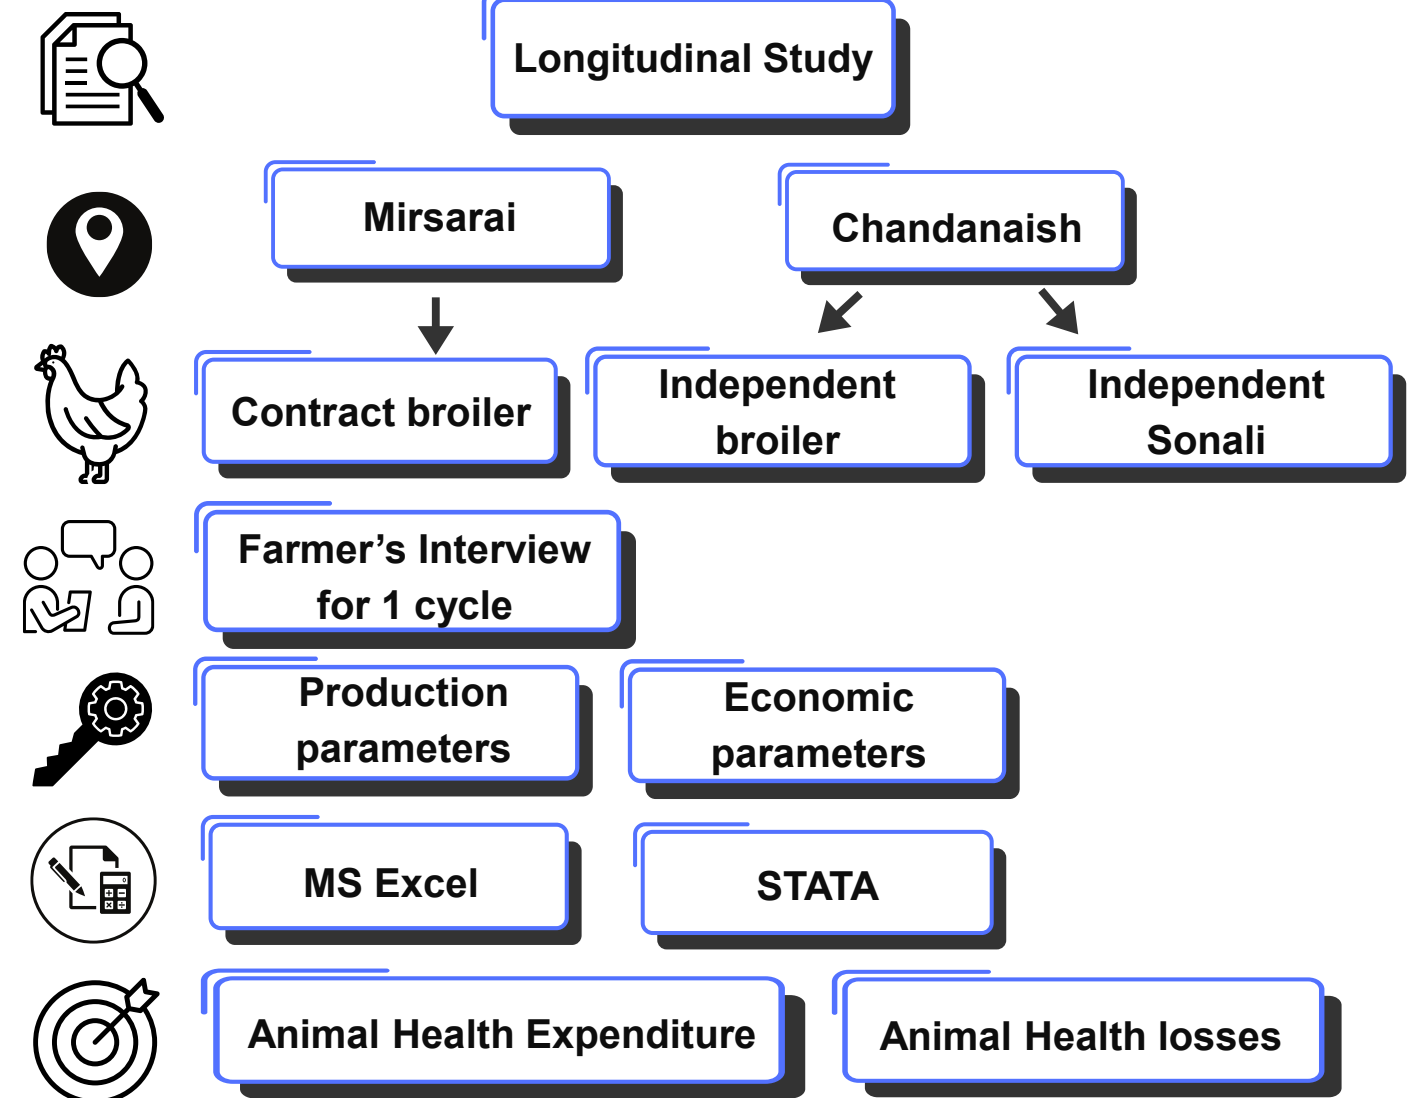 Longitudinal Study
Mirsarai
Chandanaish
Contract broiler
Independent
broiler
Independent
Sonali
Farmer’s Interview
for 1 cycle
Production
parameters
Economic
parameters
MS Excel
STATA
Animal Health Expenditure
Animal Health losses